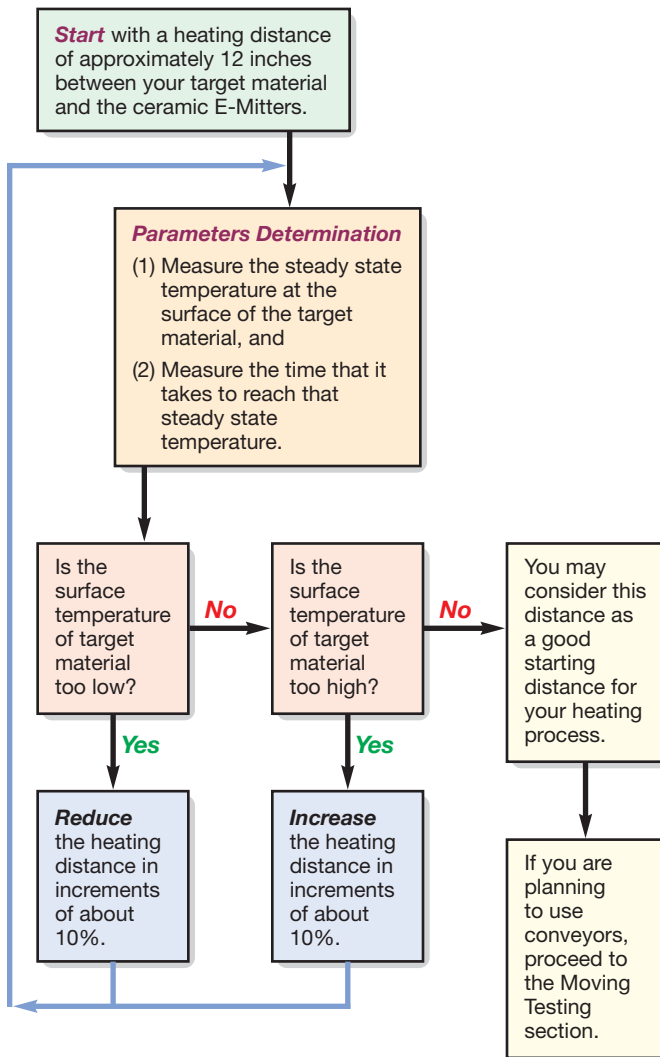 Start with a heating distance
of approximately 12 inches
between your target material
and the ceramic E-Mitters.
Parameters Determination
(1) Measure the steady state
temperature at the
surface of the target
material, and
(2) Measure the time that it
takes to reach that
steady state
temperature.
Is the
surface
temperature
of target
material
too low?
No
Is the
surface
temperature
of target
material
too high?
No
You may
consider this
distance as
a good
starting
distance for
your heating
process.
Yes
Yes
Reduce
the heating
distance in
increments
of about
10%.
Increase
the heating
distance in
increments
of about
10%.
If you are
planning
to use
conveyors,
proceed to
the Moving
Testing
section.